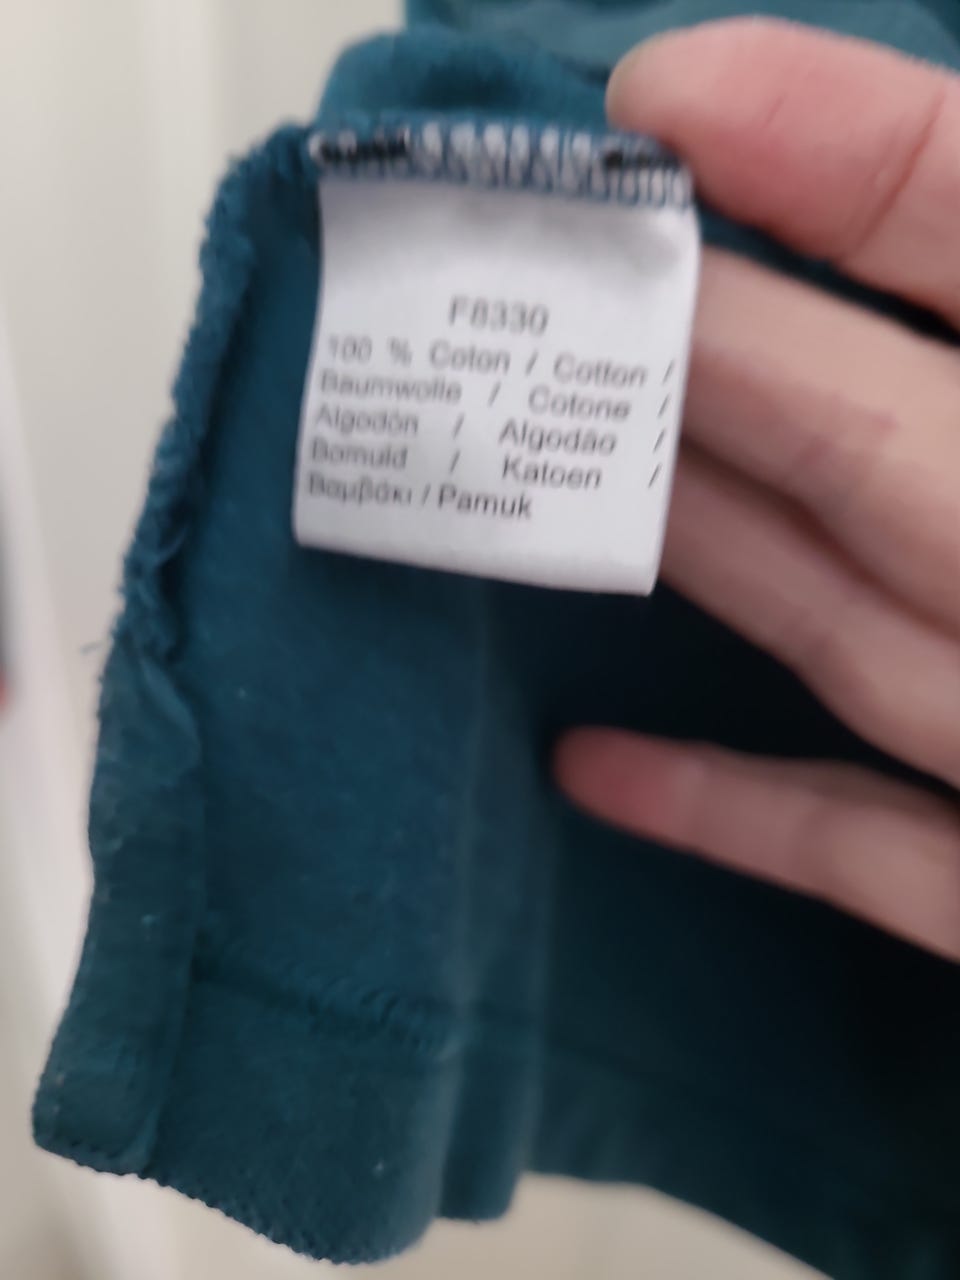 F8330
100 % Coton / Cotton /
Baumwolle / Cotone /
Algodón / Algodão /
Bomuld / Katoen /
Βαμβάκι / Pamuk